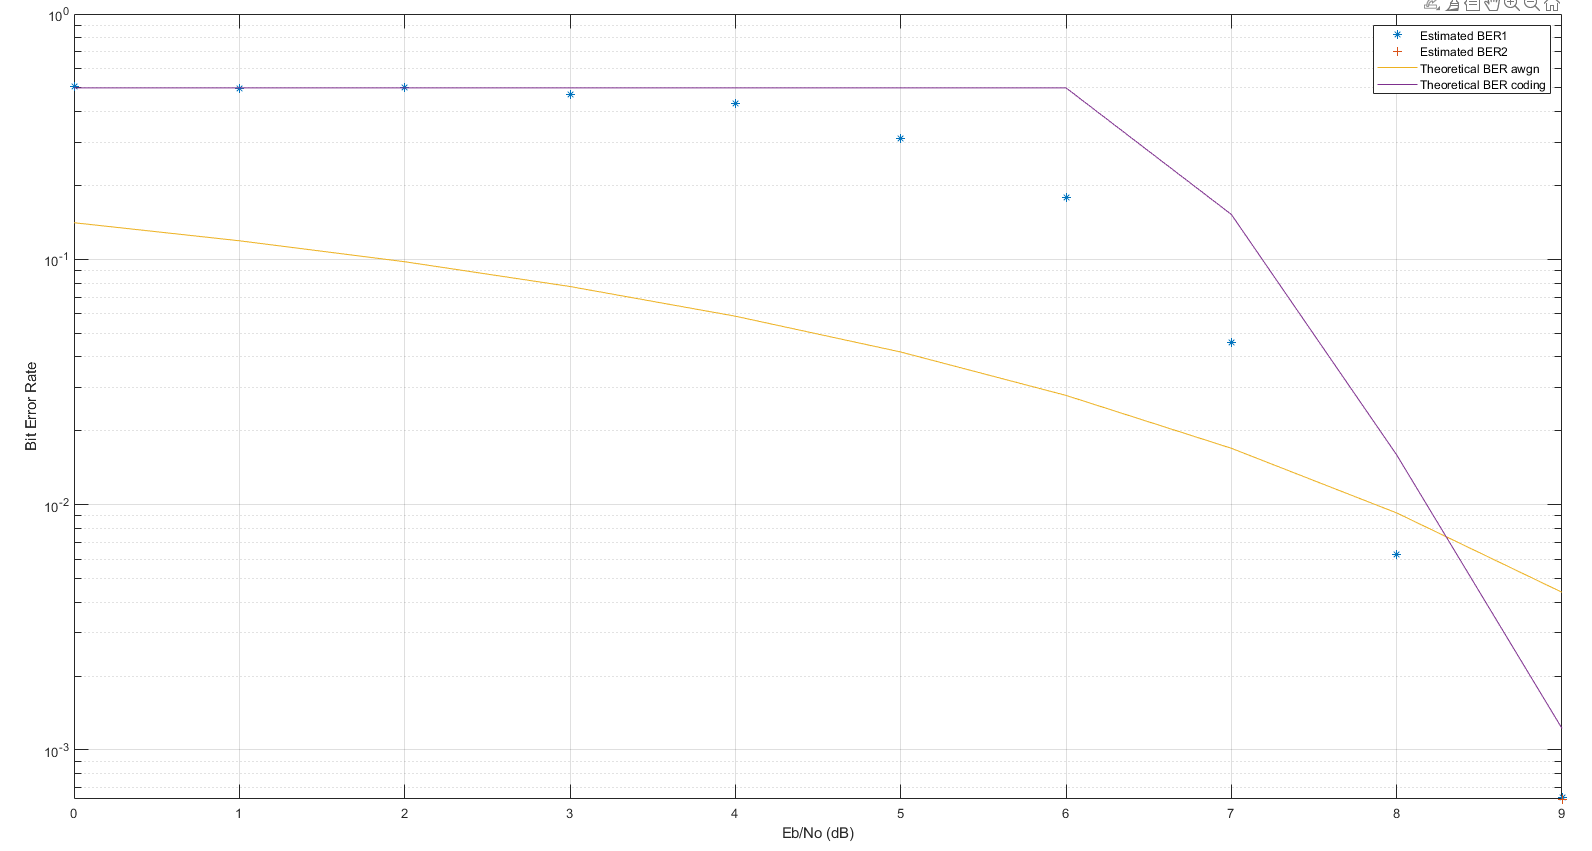 10^0
Estimated BER1
Estimated BER2
Theoretical BER awgn
Theoretical BER coding
10^-1
Bit Error Rate
10^-2
10^-3
0 1 2 3 4 5 6 7 8 9
Eb/No (dB)